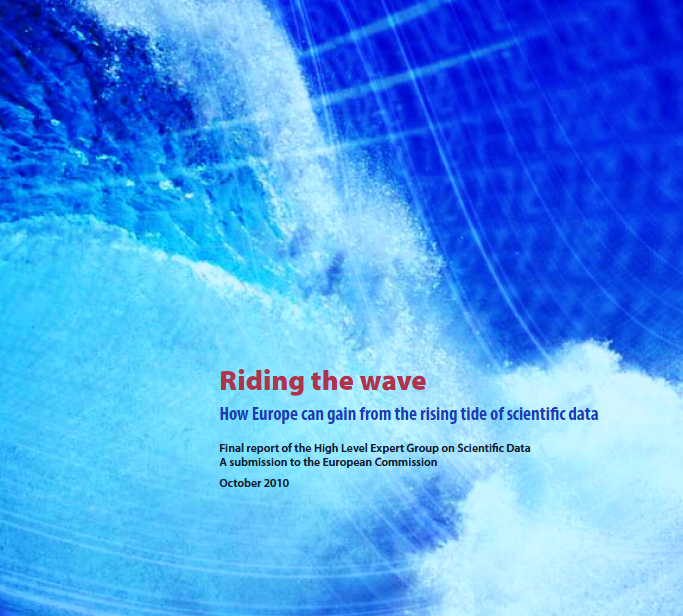 Riding the wave
How Europe can gain from the rising tide of scientific data
Final report of the High Level Expert Group on Scientific Data
A submission to the European Commission
October 2010